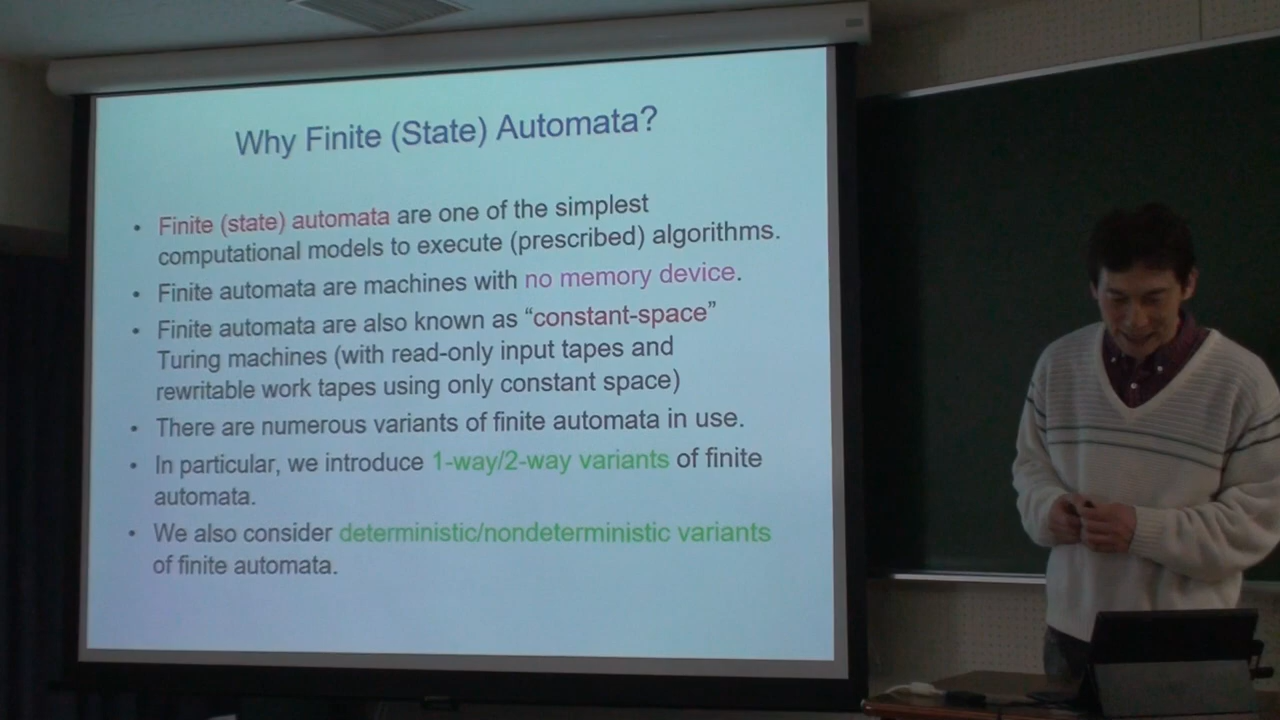 Why Finite (State) Automata?
• Finite (state) automata are one of the simplest
computational models to execute (prescribed) algorithms.
• Finite automata are machines with no memory device.
• Finite automata are also known as “constant-space”
Turing machines (with read-only input tapes and
rewritable work tapes using only constant space)
• There are numerous variants of finite automata in use.
• In particular, we introduce 1-way/2-way variants of finite
automata.
• We also consider deterministic/nondeterministic variants
of finite automata.